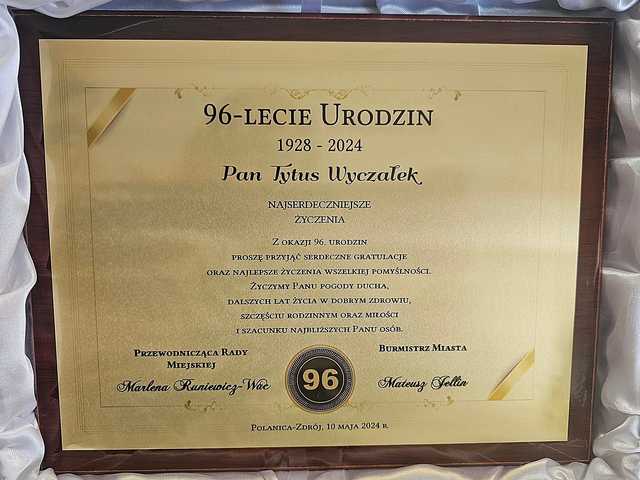 96-lecie Urodzin
1928 - 2024
Pan Tytus Wyczałek
NAJSERDECZNIEJSZE
ŻYCZENIA
Z okazji 96. urodzin
proszę przyjąć serdeczne gratulacje
oraz najlepsze życzenia wszelkiej pomyślności.
Życzymy Panu pogody ducha,
dalszych lat życia w dobrym zdrowiu,
szczęściu rodzinnym oraz miłości
i szacunku najbliższych Panu osób.
Przewodnicząca Rady
Miejskiej
Marlena Runiewicz-Wac
Burmistrz Miasta
Mateusz Jellin
96
Polanica-Zdrój, 10 maja 2024 r.